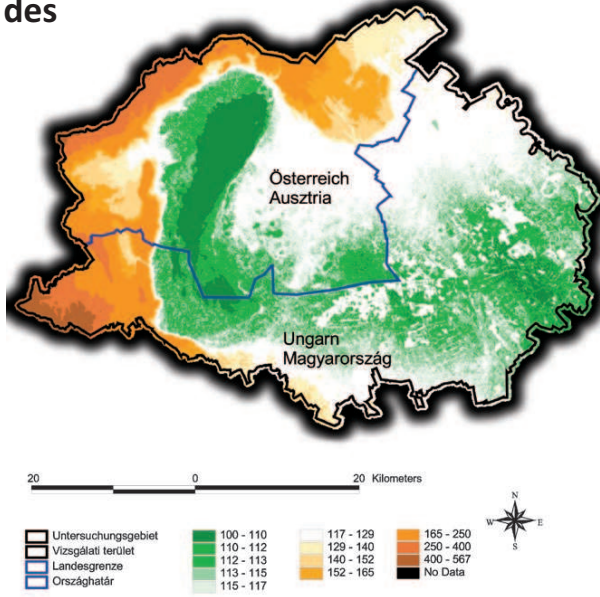 des
Österreich
Ausztria
Ungarn
Magyarország
20 0 20 Kilometers
N
W E
S
Untersuchungsgebiet
Vizsgálati terület
Landesgrenze
Országhatár
100 - 110
110 - 112
112 - 113
113 - 115
115 - 117
117 - 129
129 - 140
140 - 152
152 - 165
165 - 250
250 - 400
400 - 567
No Data